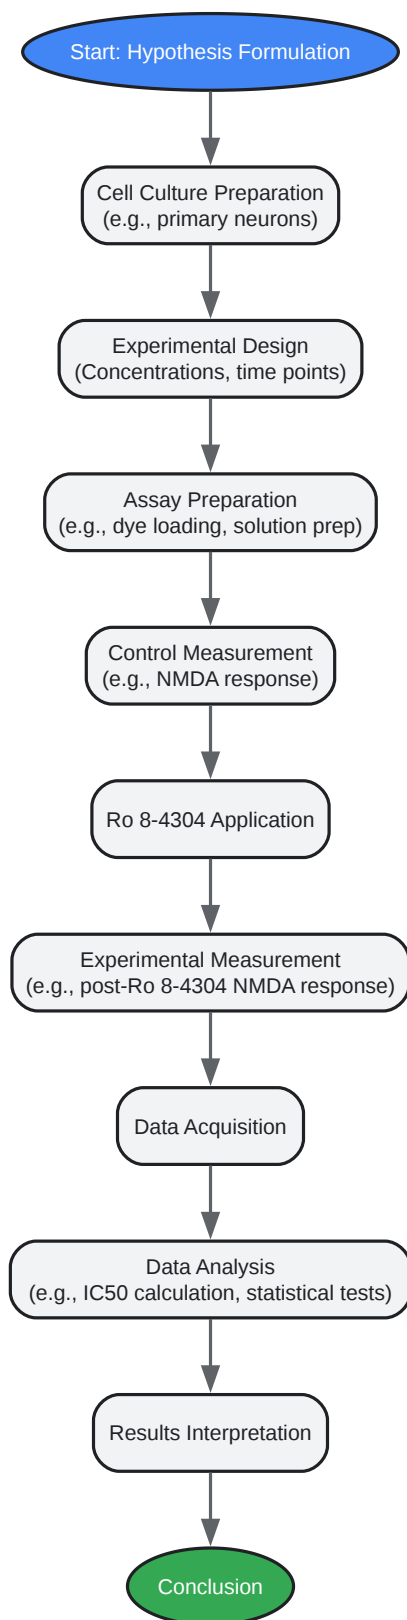 Start: Hypothesis Formulation
Cell Culture Preparation
(e.g., primary neurons)
Experimental Design
(Concentrations, time points)
Assay Preparation
(e.g., dye loading, solution prep)
Control Measurement
(e.g., NMDA response)
Ro 8-4304 Application
Experimental Measurement
(e.g., post-Ro 8-4304 NMDA response)
Data Acquisition
Data Analysis
(e.g., IC50 calculation, statistical tests)
Results Interpretation
Conclusion